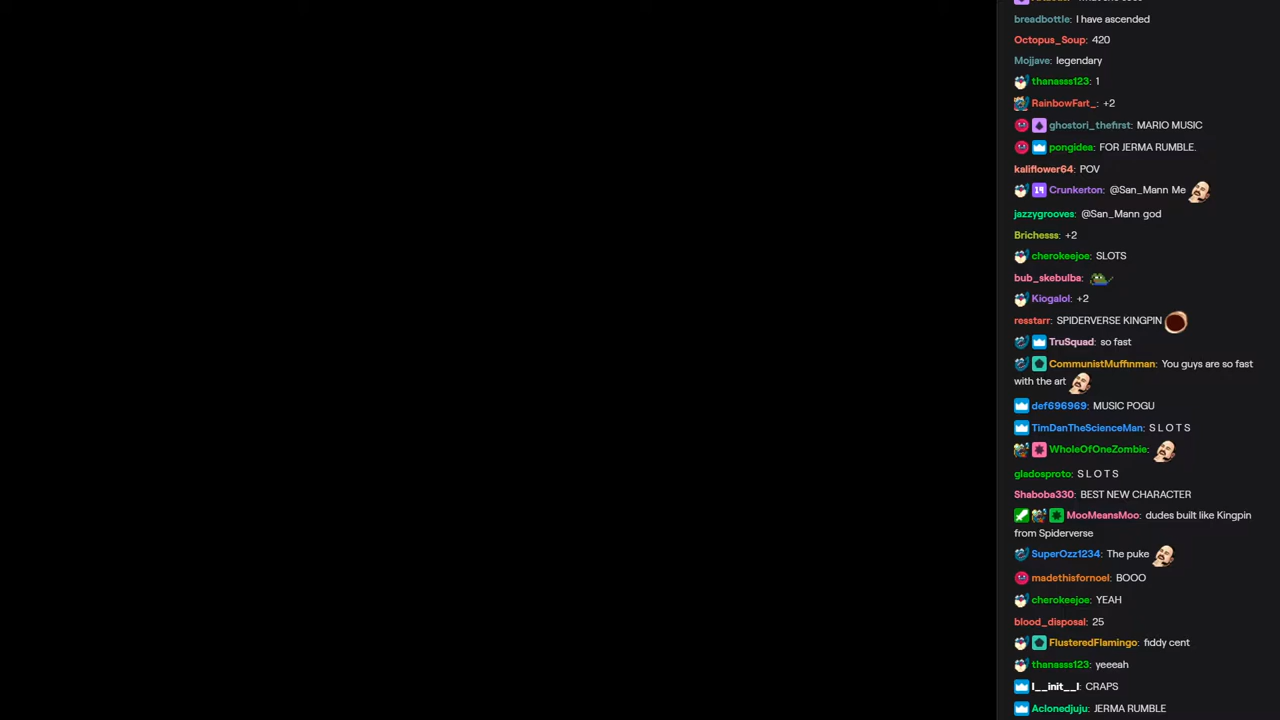 breadbottle: I have ascended
Octopus_Soup: 420
Mojjave: legendary
thanasss123: 1
RainbowFart_: +2
ghostori_thefirst: MARIO MUSIC
pongidea: FOR JERMA RUMBLE.
kaliflower64: POV
19 Crunkerton: @San_Mann Me
jazzygrooves: @San_Mann god
Brichesss: +2
cherokeejoe: SLOTS
bub_skebulba:
Kiogalol: +2
resstarr: SPIDERVERSE KINGPIN
TruSquad: so fast
CommunistMuffinman: You guys are so fast
with the art
def696969: MUSIC POGU
TimDanTheScienceMan: S L O T S
WholeOfOneZombie:
gladosproto: S L O T S
Shaboba330: BEST NEW CHARACTER
MooMeansMoo: dudes built like Kingpin
from Spiderverse
SuperOzz1234: The puke
madethisfornoel: BOOO
cherokeejoe: YEAH
blood_disposal: 25
FlusteredFlamingo: fiddy cent
thanasss123: yeeeah
l__init__l: CRAPS
Aclonedjuju: JERMA RUMBLE